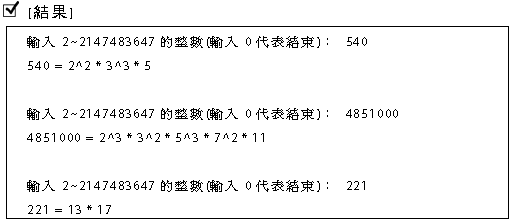 [結果]
輸入 2~2147483647 的整數(輸入 0 代表結束)： 540
540 = 2^2 * 3^3 * 5
輸入 2~2147483647 的整數(輸入 0 代表結束)： 4851000
4851000 = 2^3 * 3^2 * 5^3 * 7^2 * 11
輸入 2~2147483647 的整數(輸入 0 代表結束)： 221
221 = 13 * 17